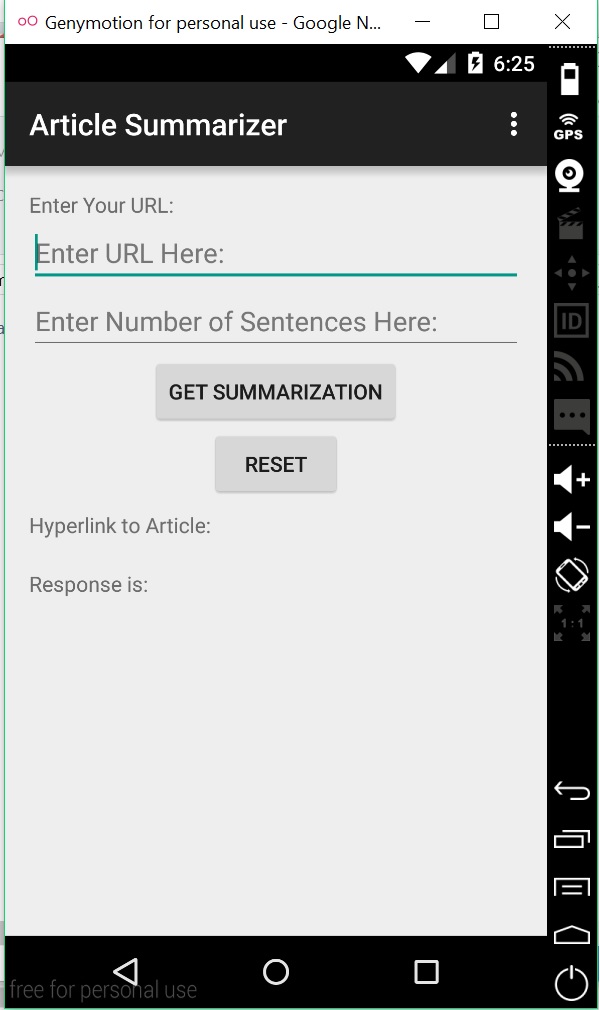 Genymotion for personal use - Google N...
6:25
Article Summarizer
GPS
Enter Your URL:
Enter URL Here:
ID
Enter Number of Sentences Here:
GET SUMMARIZATION
RESET
Hyperlink to Article:
Response is:
1:1
free for personal use